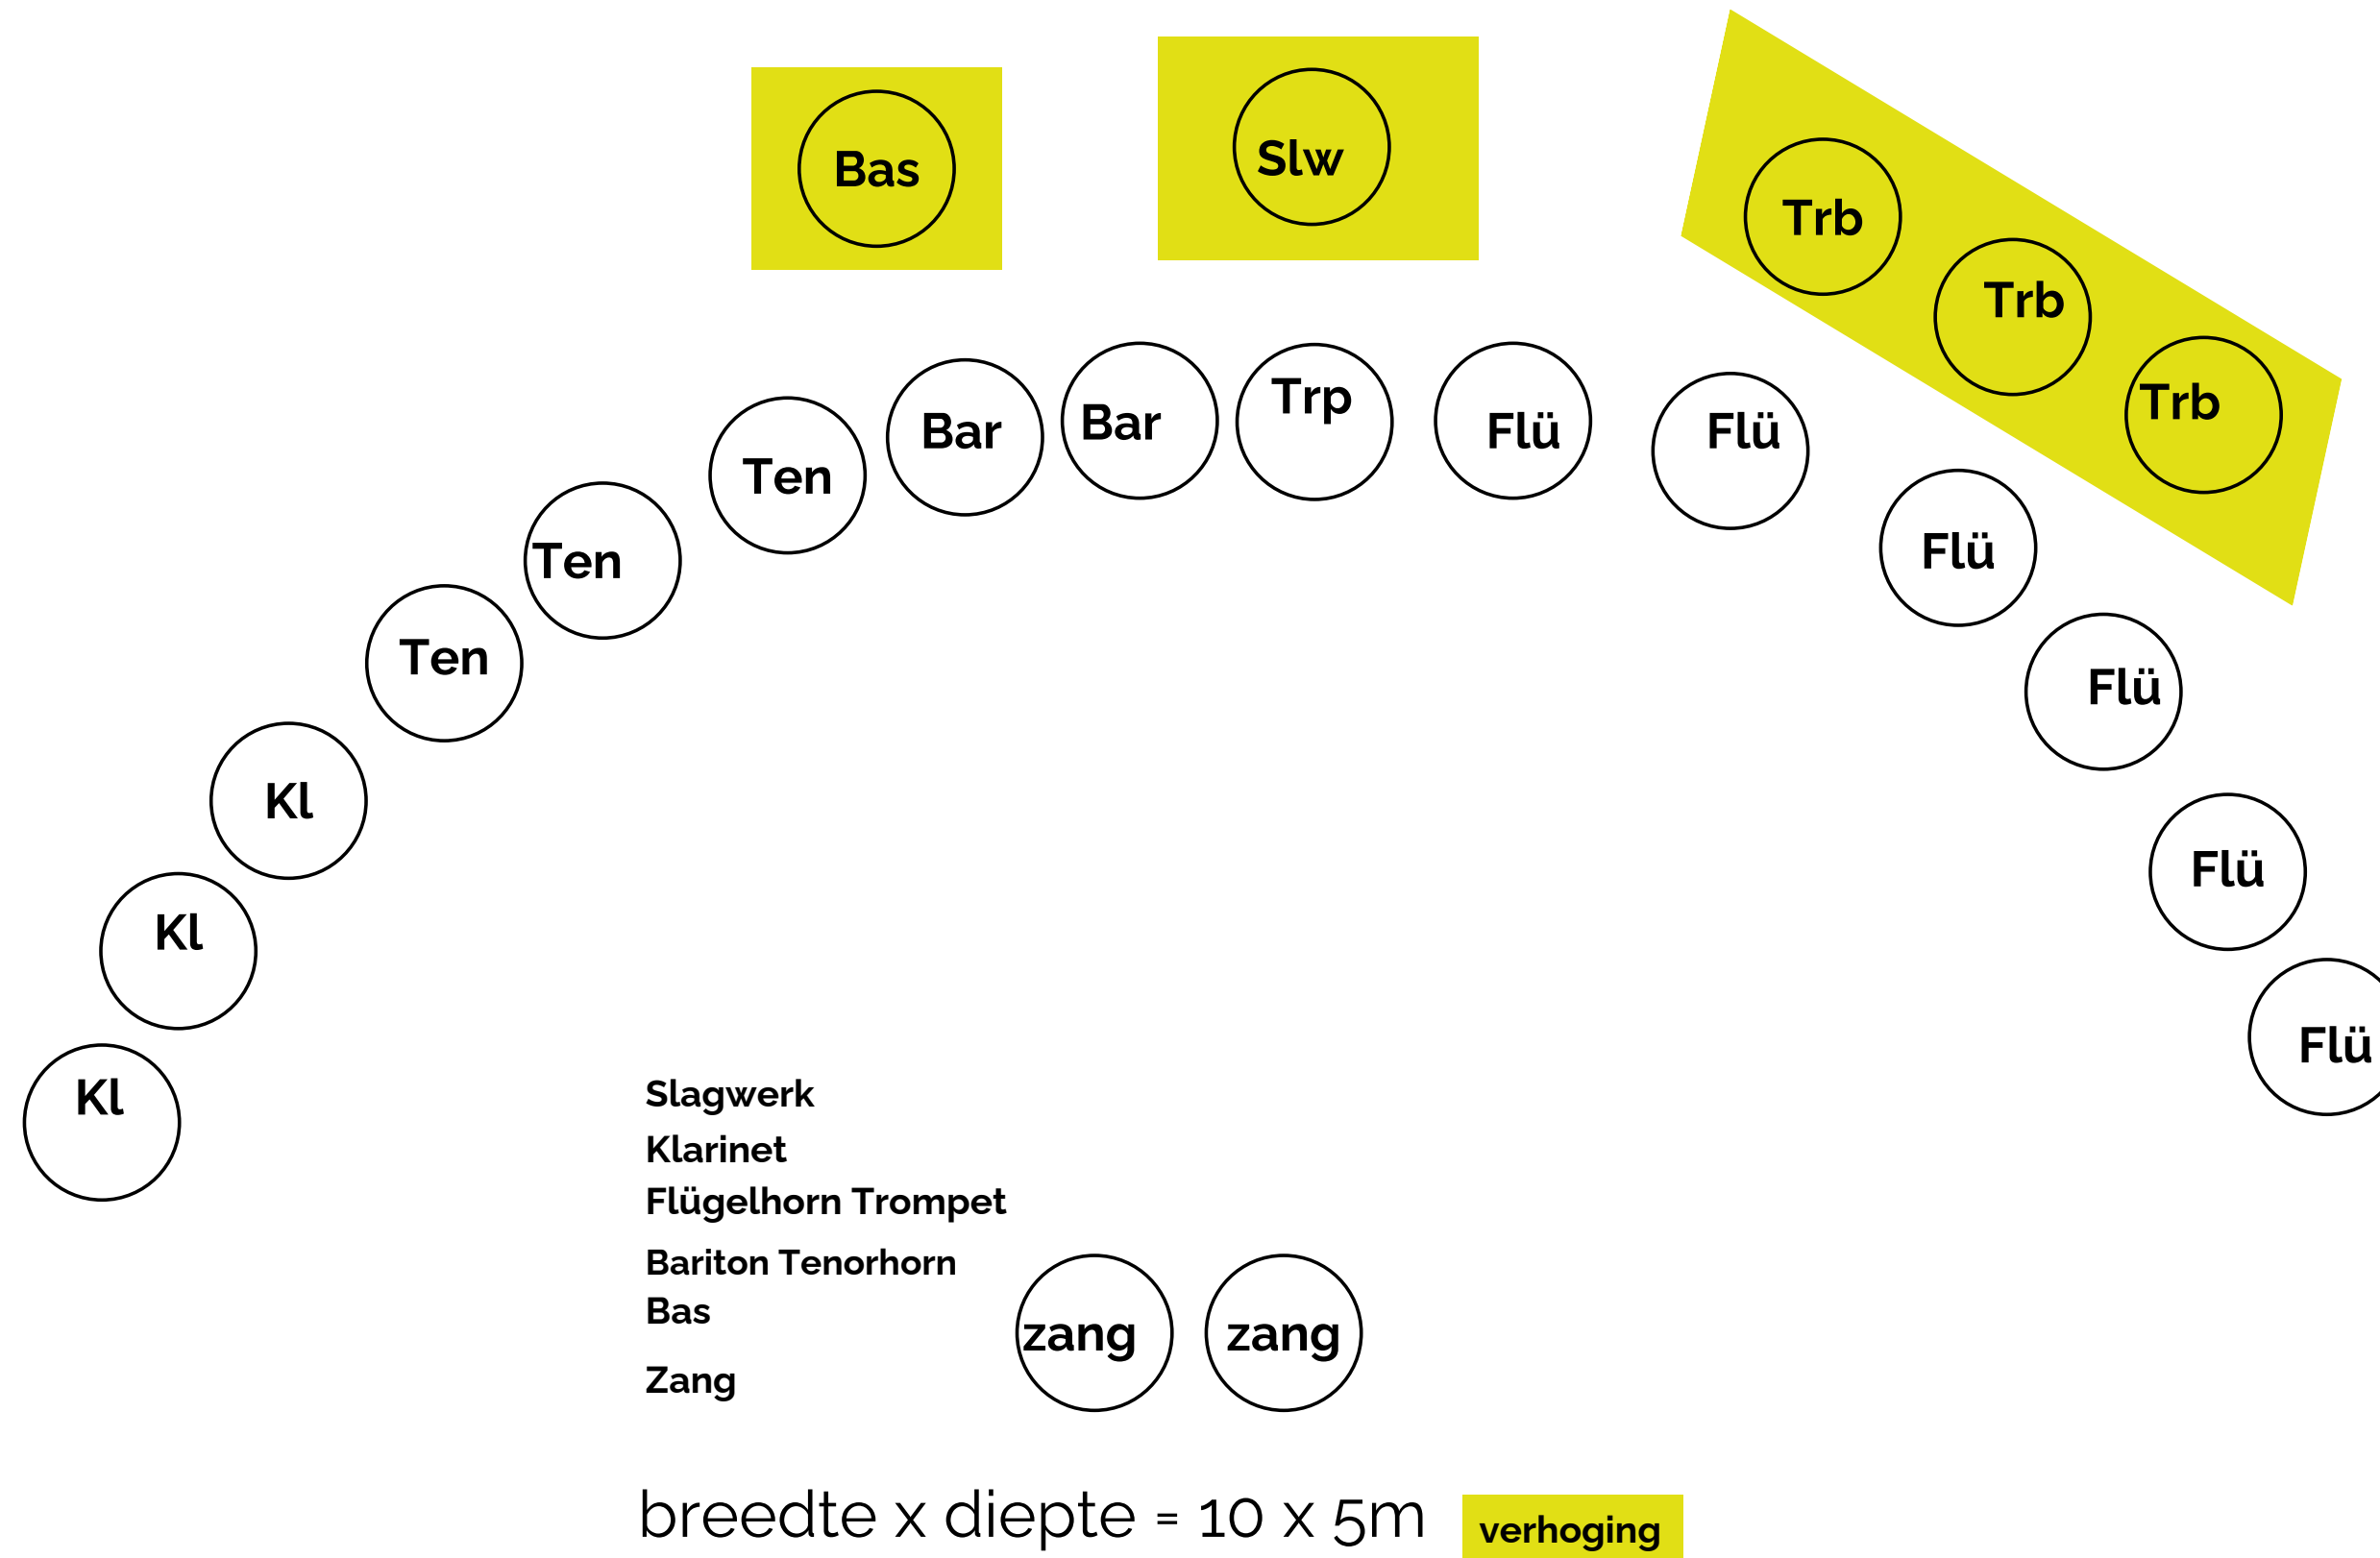 Bas
Slw
Trb
Trb
Trb
Ten
Ten
Ten
Bar
Bar
Trp
Flü
Flü
Flü
Flü
Flü
Flü
Kl
Kl
Kl
Slagwerk
Klarinet
Flügelhorn Trompet
Bariton Tenorhorn
Bas
Zang
zang
zang
breedte x diepte = 10 x 5m
verhoging